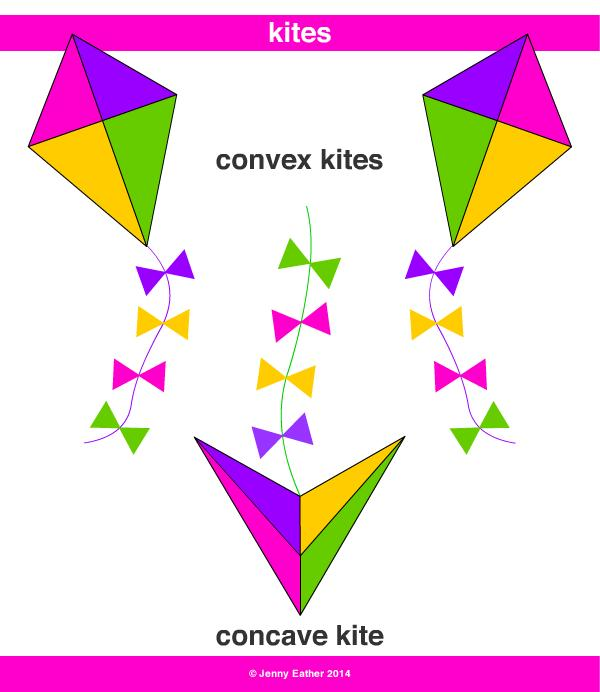 kites
convex kites
concave kite
© Jenny Eather 2014